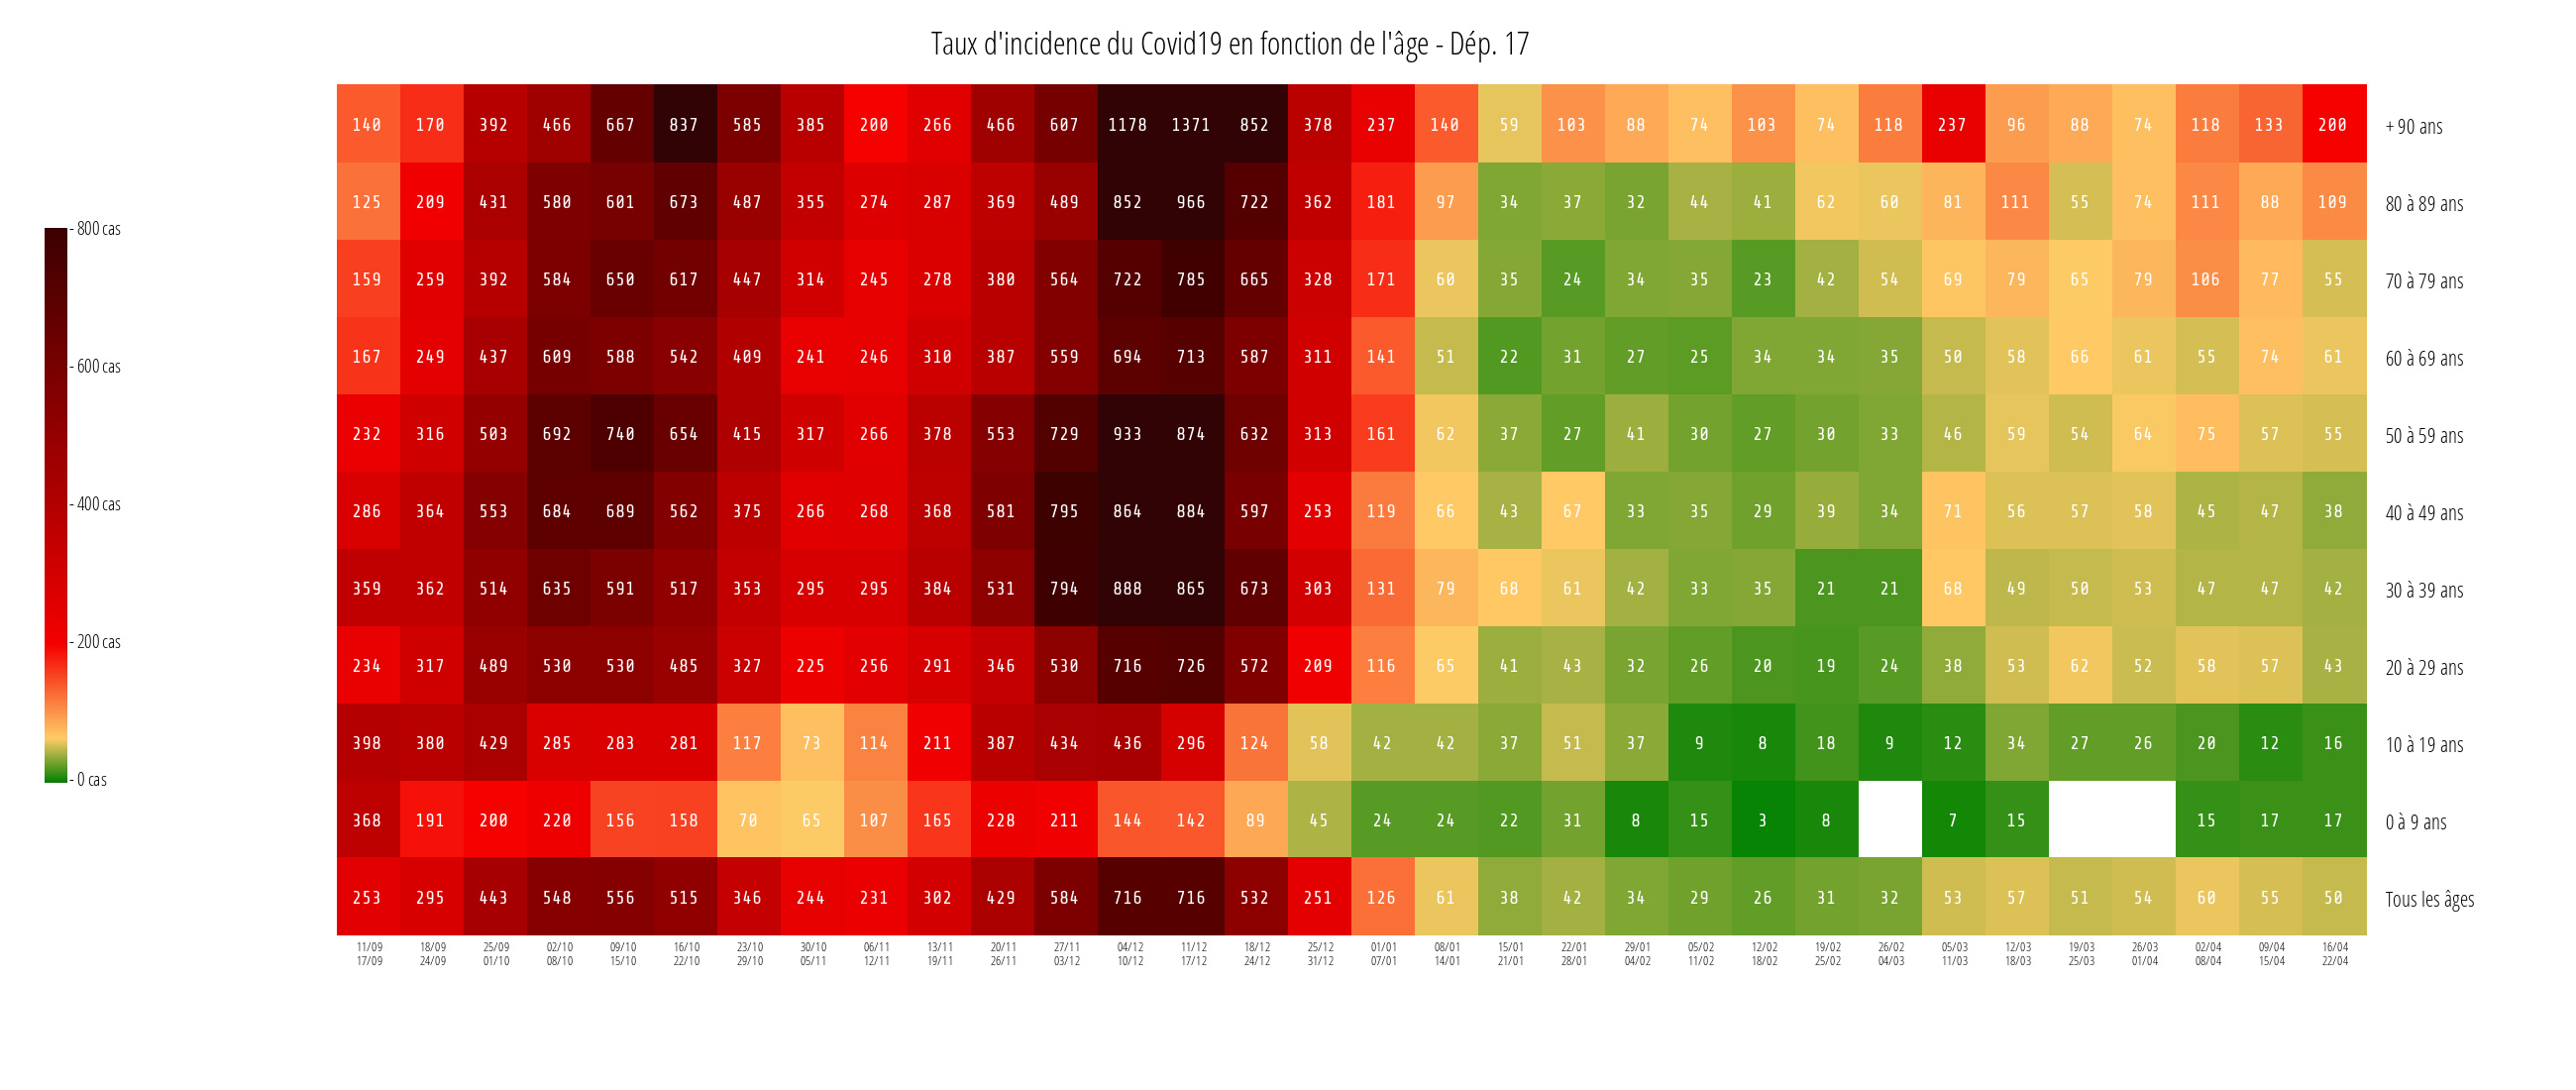 Taux d'incidence du Covid19 en fonction de l'âge - Dép. 17
- 800 cas
- 600 cas
- 400 cas
- 200 cas
- 0 cas
140 170 392 466 667 837 585 385 200 266 466 607 1178 1371 852 378 237 140 59 103 88 74 103 74 118 237 96 88 74 118 133 200 + 90 ans
125 209 431 580 601 673 487 355 274 287 369 489 852 966 722 362 181 97 34 37 32 44 41 62 60 81 111 55 74 111 88 109 80 à 89 ans
159 259 392 584 650 617 447 314 245 278 380 564 722 785 665 328 171 60 35 24 34 35 23 42 54 69 79 65 79 106 77 55 70 à 79 ans
167 249 437 609 588 542 409 241 246 310 387 559 694 713 587 311 141 51 22 31 27 25 34 34 35 50 58 66 61 55 74 61 60 à 69 ans
232 316 503 692 740 654 415 317 266 378 553 729 933 874 632 313 161 62 37 27 41 30 27 30 33 46 59 54 64 75 57 55 50 à 59 ans
286 364 553 684 689 562 375 266 268 368 581 795 864 884 597 253 119 66 43 67 33 35 29 39 34 71 56 57 58 45 47 38 40 à 49 ans
359 362 514 635 591 517 353 295 295 384 531 794 888 865 673 303 131 79 68 61 42 33 35 21 21 68 49 50 53 47 47 42 30 à 39 ans
234 317 489 530 530 485 327 225 256 291 346 530 716 726 572 209 116 65 41 43 32 26 20 19 24 38 53 62 52 58 57 43 20 à 29 ans
398 380 429 285 283 281 117 73 114 211 387 434 436 296 124 58 42 42 37 51 37 9 8 18 9 12 34 27 26 20 12 16 10 à 19 ans
368 191 200 220 156 158 70 65 107 165 228 211 144 142 89 45 24 24 22 31 8 15 3 8 7 15 15 17 17 0 à 9 ans
253 295 443 548 556 515 346 244 231 302 429 584 716 716 532 251 126 61 38 42 34 29 26 31 32 53 57 51 54 60 55 50 Tous les âges
11/09 18/09 25/09 02/10 09/10 16/10 23/10 30/10 06/11 13/11 20/11 27/11 04/12 11/12 18/12 25/12 01/01 08/01 15/01 22/01 29/01 05/02 12/02 19/02 26/02 05/03 12/03 19/03 26/03 02/04 09/04 16/04
17/09 24/09 01/10 08/10 15/10 22/10 29/10 05/11 12/11 19/11 26/11 03/12 10/12 17/12 24/12 31/12 07/01 14/01 21/01 28/01 04/02 11/02 18/02 25/02 04/03 11/03 18/03 25/03 01/04 08/04 15/04 22/04